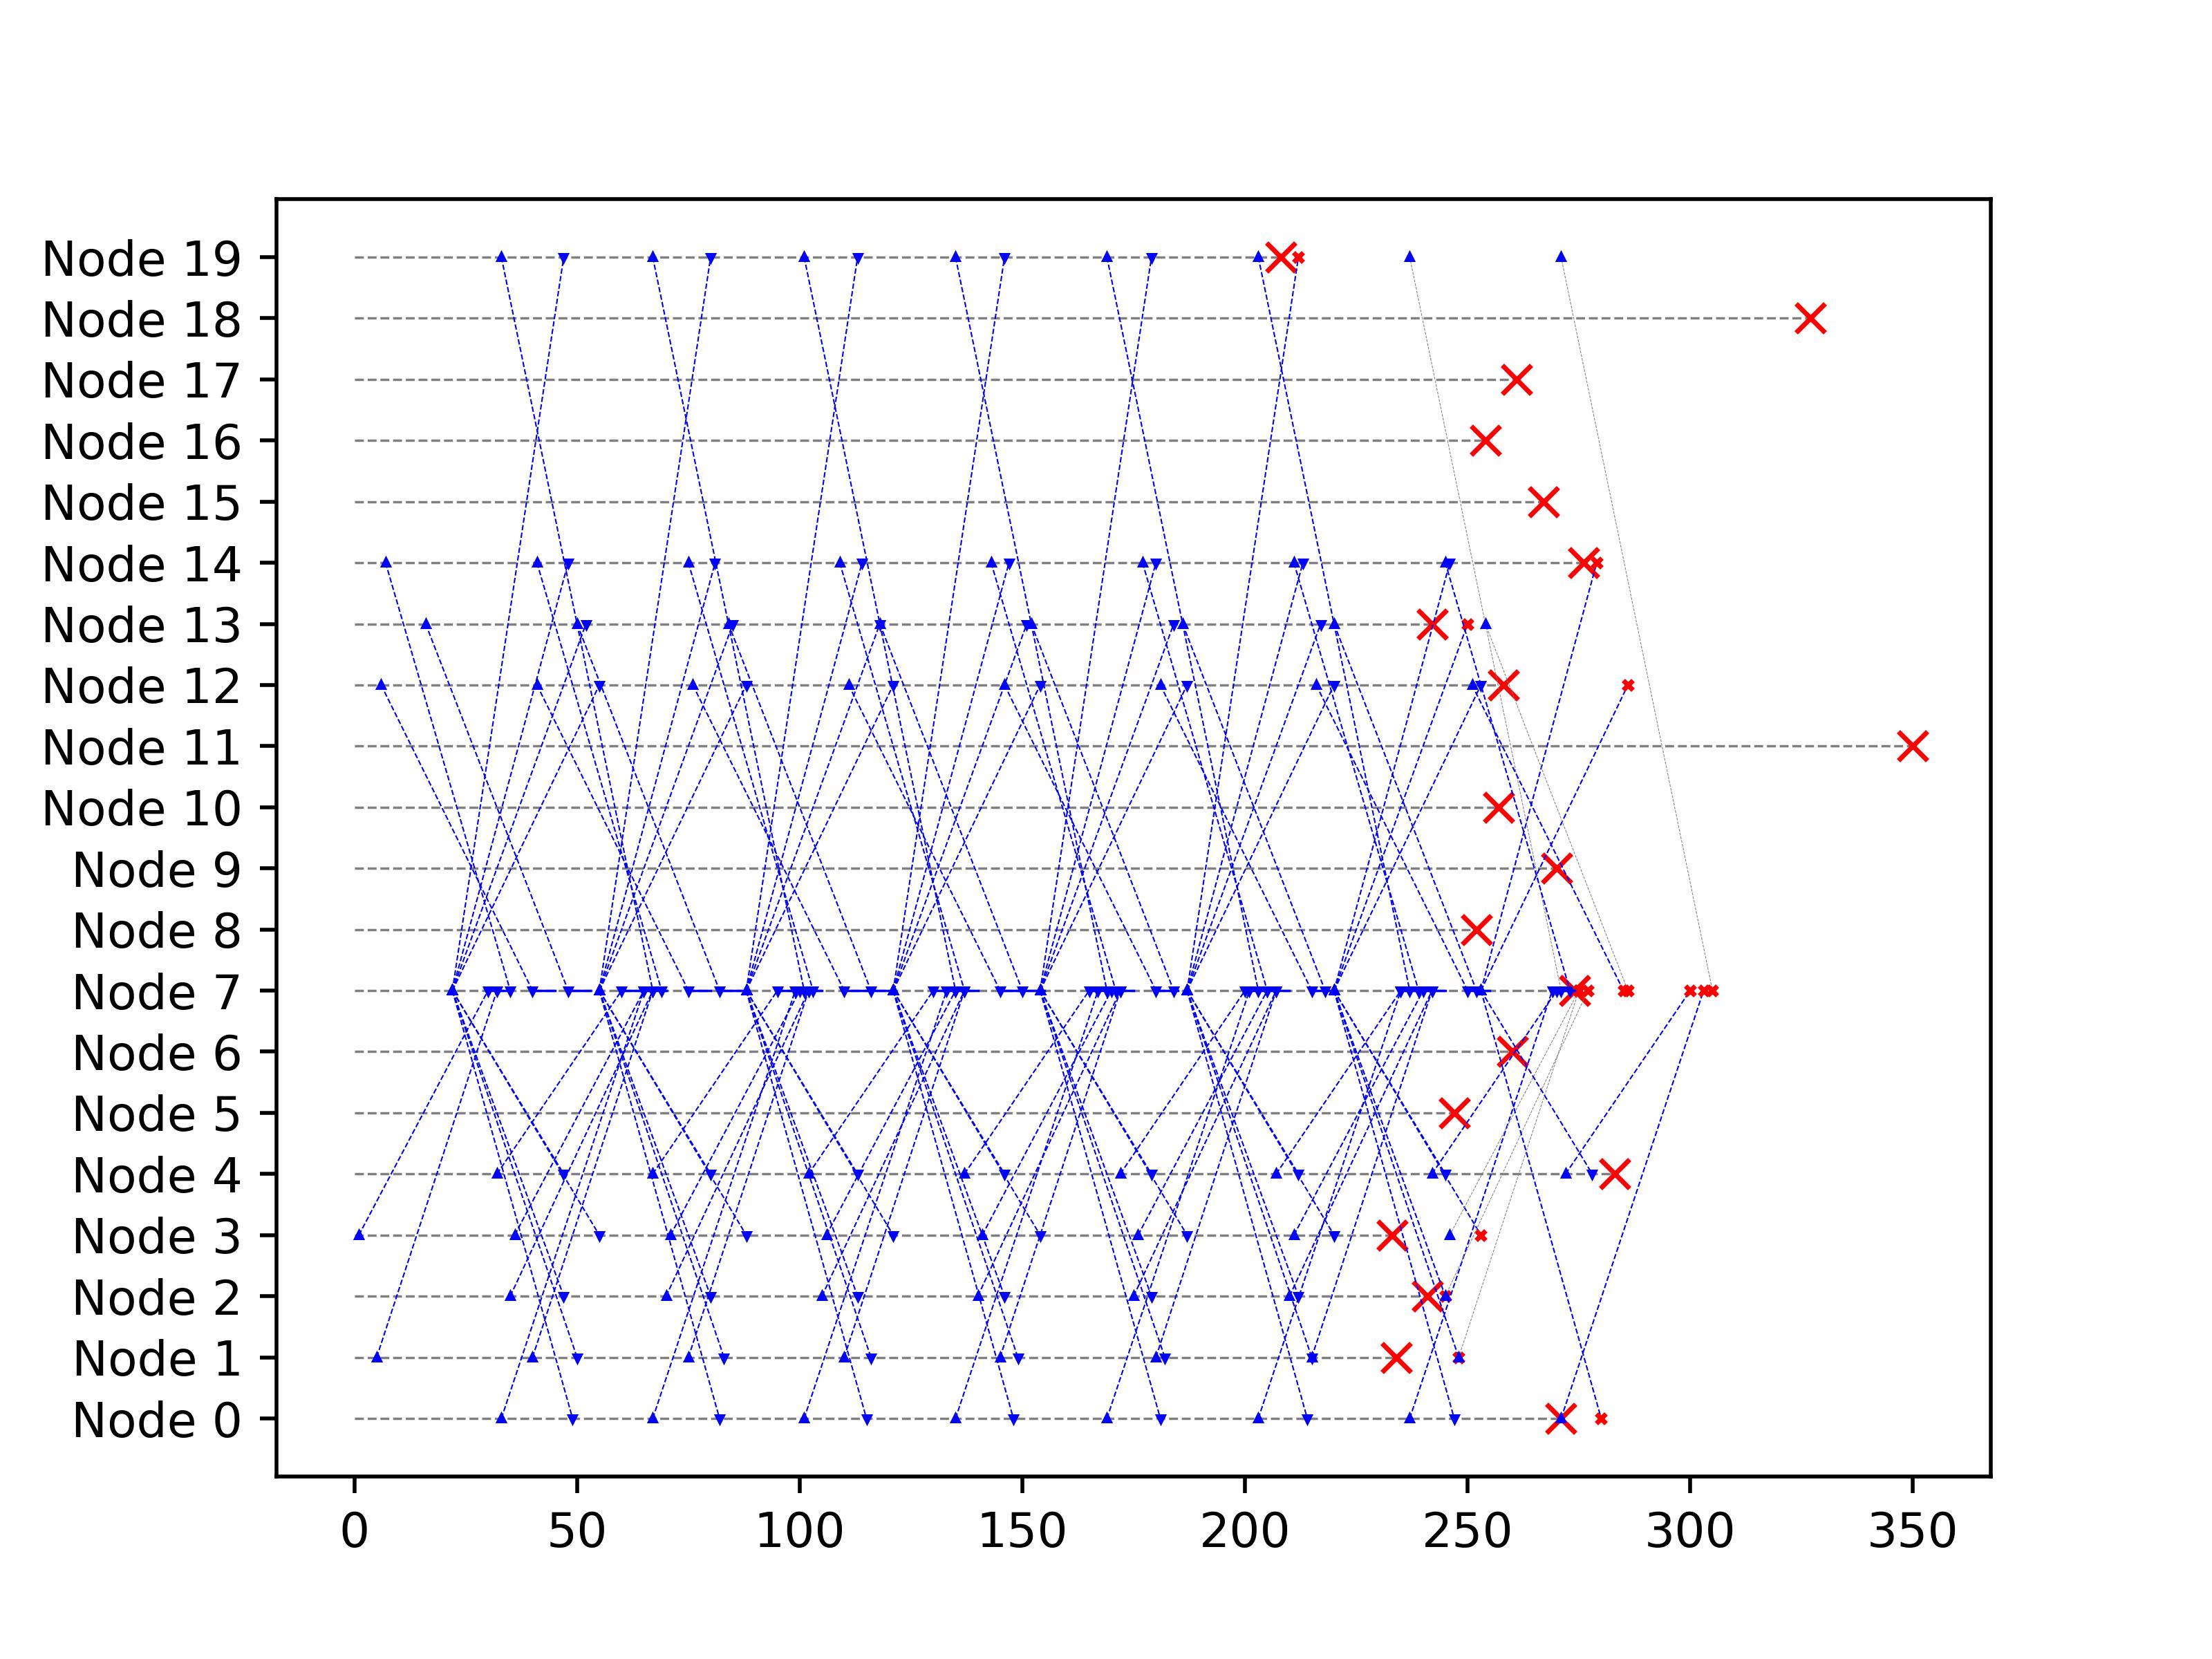 Node 19
Node 18
Node 17
Node 16
Node 15
Node 14
Node 13
Node 12
Node 11
Node 10
Node 9
Node 8
Node 7
Node 6
Node 5
Node 4
Node 3
Node 2
Node 1
Node 0
0 50 100 150 200 250 300 350